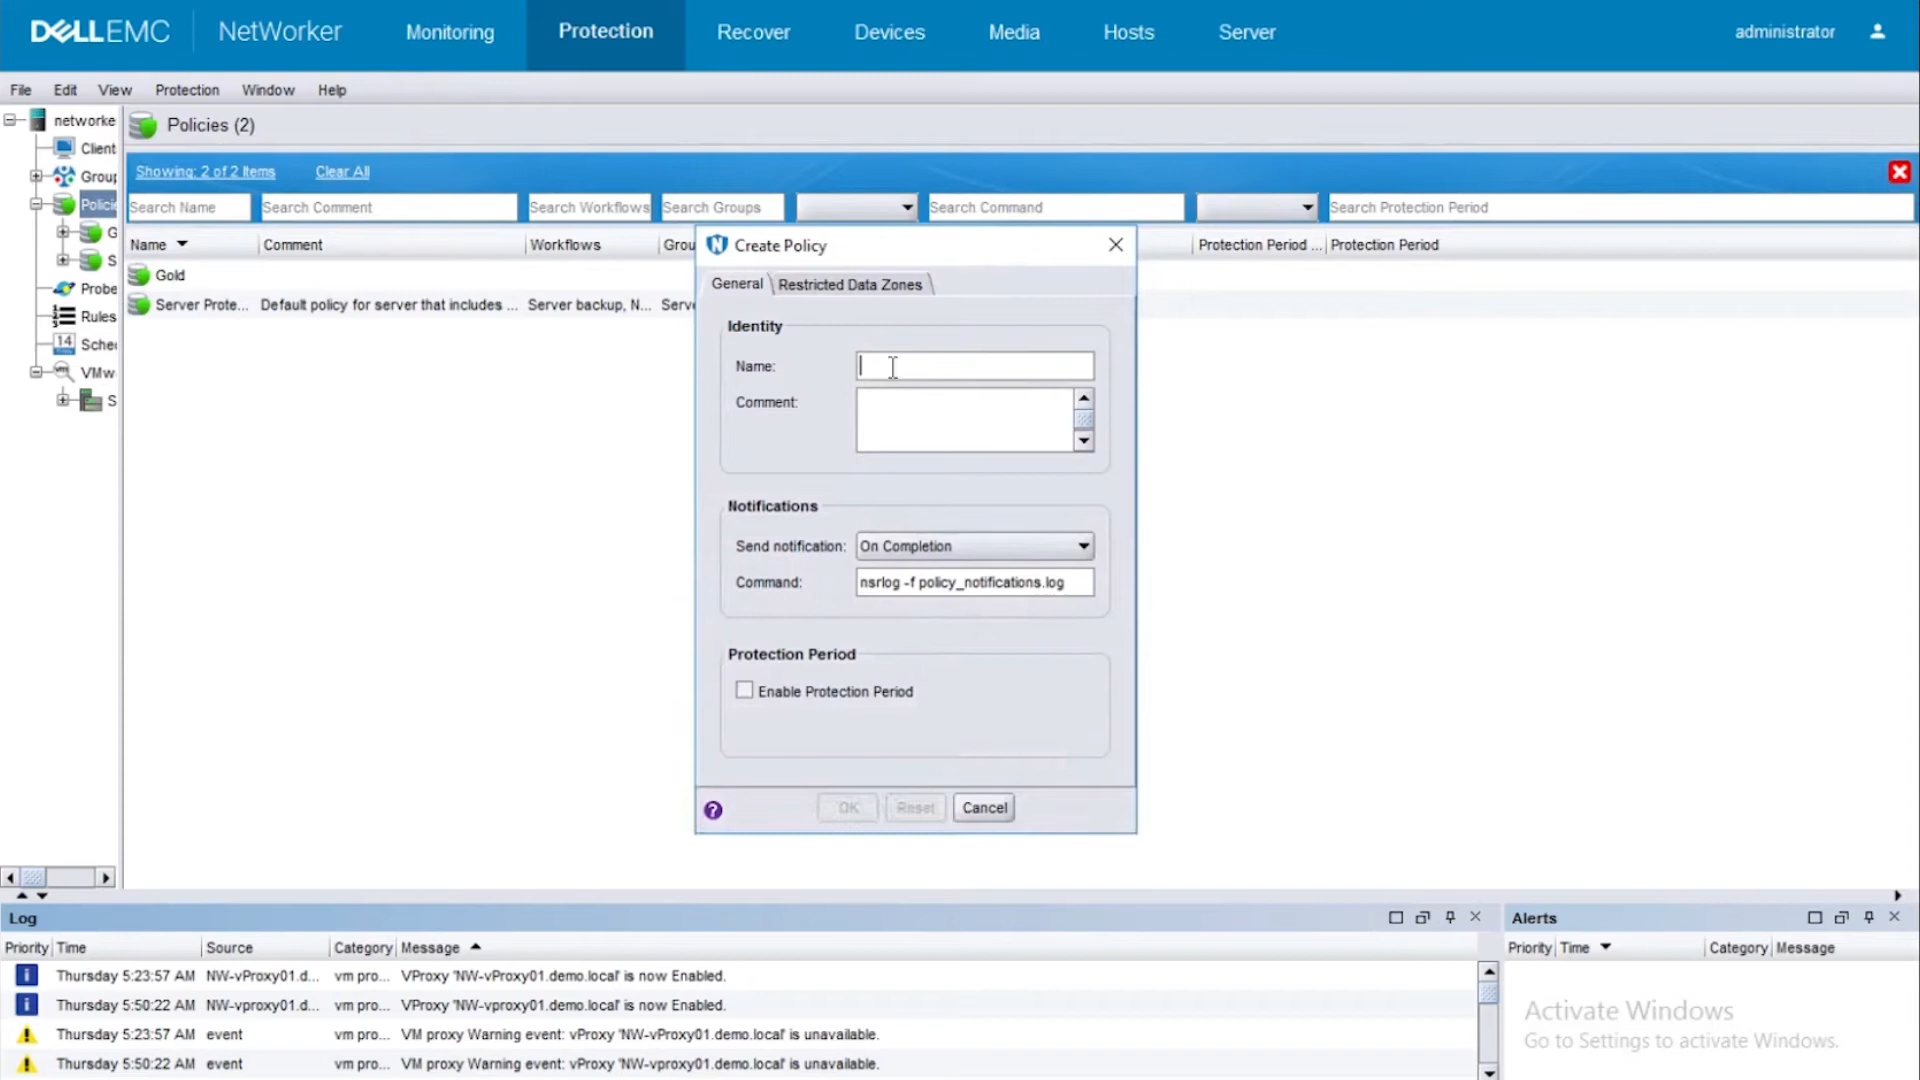 DELLEMC NetWorker Monitoring Protection Recover Devices Media Hosts Server administrator
File Edit View Protection Window Help
networke
Client
Group
Policie
G
S
Probe
Rules
14 Sche
VMw
S
Policies (2)
Showing: 2 of 2 Items Clear All
Search Name Search Comment Search Workflows Search Groups Search Command Search Protection Period
Name Comment Workflows Grou Protection Period ... Protection Period
Gold
Server Prote... Default policy for server that includes ... Server backup, N... Serve
Create Policy
General Restricted Data Zones
Identity
Name:
Comment:
Notifications
Send notification: On Completion
Command: nsrlog -f policy_notifications.log
Protection Period
Enable Protection Period
? OK Reset Cancel
Log
Priority Time Source Category Message
Thursday 5:23:57 AM NW-vProxy01.d... vm pro... VProxy 'NW-vProxy01.demo.local' is now Enabled.
Thursday 5:50:22 AM NW-vproxy01.d... vm pro... VProxy 'NW-vproxy01.demo.local' is now Enabled.
Thursday 5:23:57 AM event vm pro... VM proxy Warning event: vProxy 'NW-vProxy01.demo.local' is unavailable.
Thursday 5:50:22 AM event vm pro... VM proxy Warning event: vProxy 'NW-vProxy01.demo.local' is unavailable.
Alerts
Priority Time Category Message
Activate Windows
Go to Settings to activate Windows.